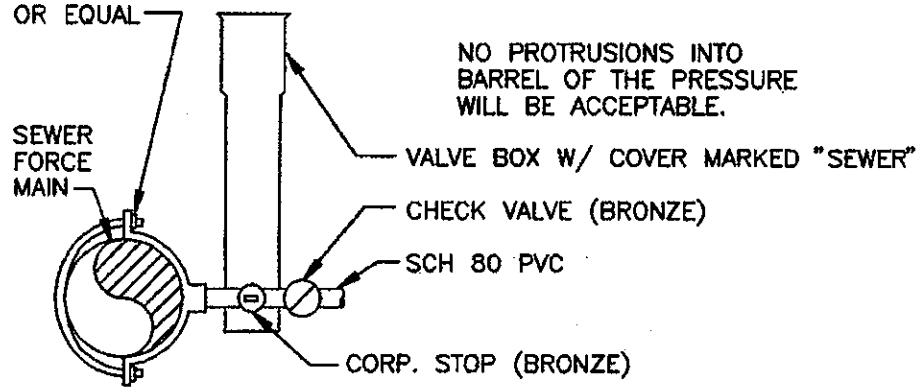 OR EQUAL
NO PROTRUSIONS INTO
BARREL OF THE PRESSURE
WILL BE ACCEPTABLE.
SEWER
FORCE
MAIN
VALVE BOX W/ COVER MARKED "SEWER"
CHECK VALVE (BRONZE)
SCH 80 PVC
CORP. STOP (BRONZE)